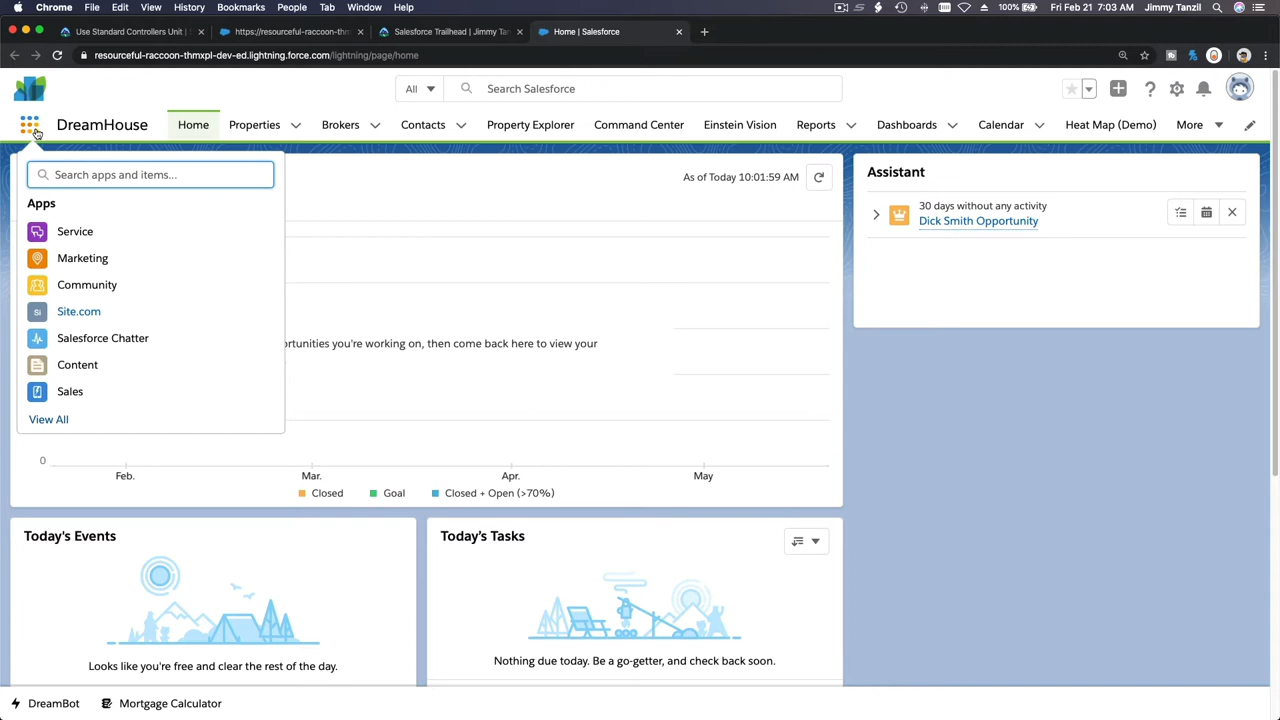 Chrome File Edit View History Bookmarks People Tab Window Help 100% Fri Feb 21 7:03 AM Jimmy Tanzil
Use Standard Controllers Unit | https://resourceful-raccoon-thm Salesforce Trailhead | Jimmy Ta Home | Salesforce
resourceful-raccoon-thmxpl-dev-ed.lightning.force.com/lightning/page/home
All Search Salesforce
DreamHouse Home Properties Brokers Contacts Property Explorer Command Center Einstein Vision Reports Dashboards Calendar Heat Map (Demo) More
Search apps and items...
Apps
Service
Marketing
Community
Si Site.com
Salesforce Chatter
Content
Sales
View All
As of Today 10:01:59 AM
ortunities you're working on, then come back here to view your
0
Feb. Mar. Apr. May
Closed Goal Closed + Open (>70%)
Assistant
30 days without any activity
Dick Smith Opportunity
Today's Events
Looks like you're free and clear the rest of the day.
Today's Tasks
Nothing due today. Be a go-getter, and check back soon.
DreamBot Mortgage Calculator